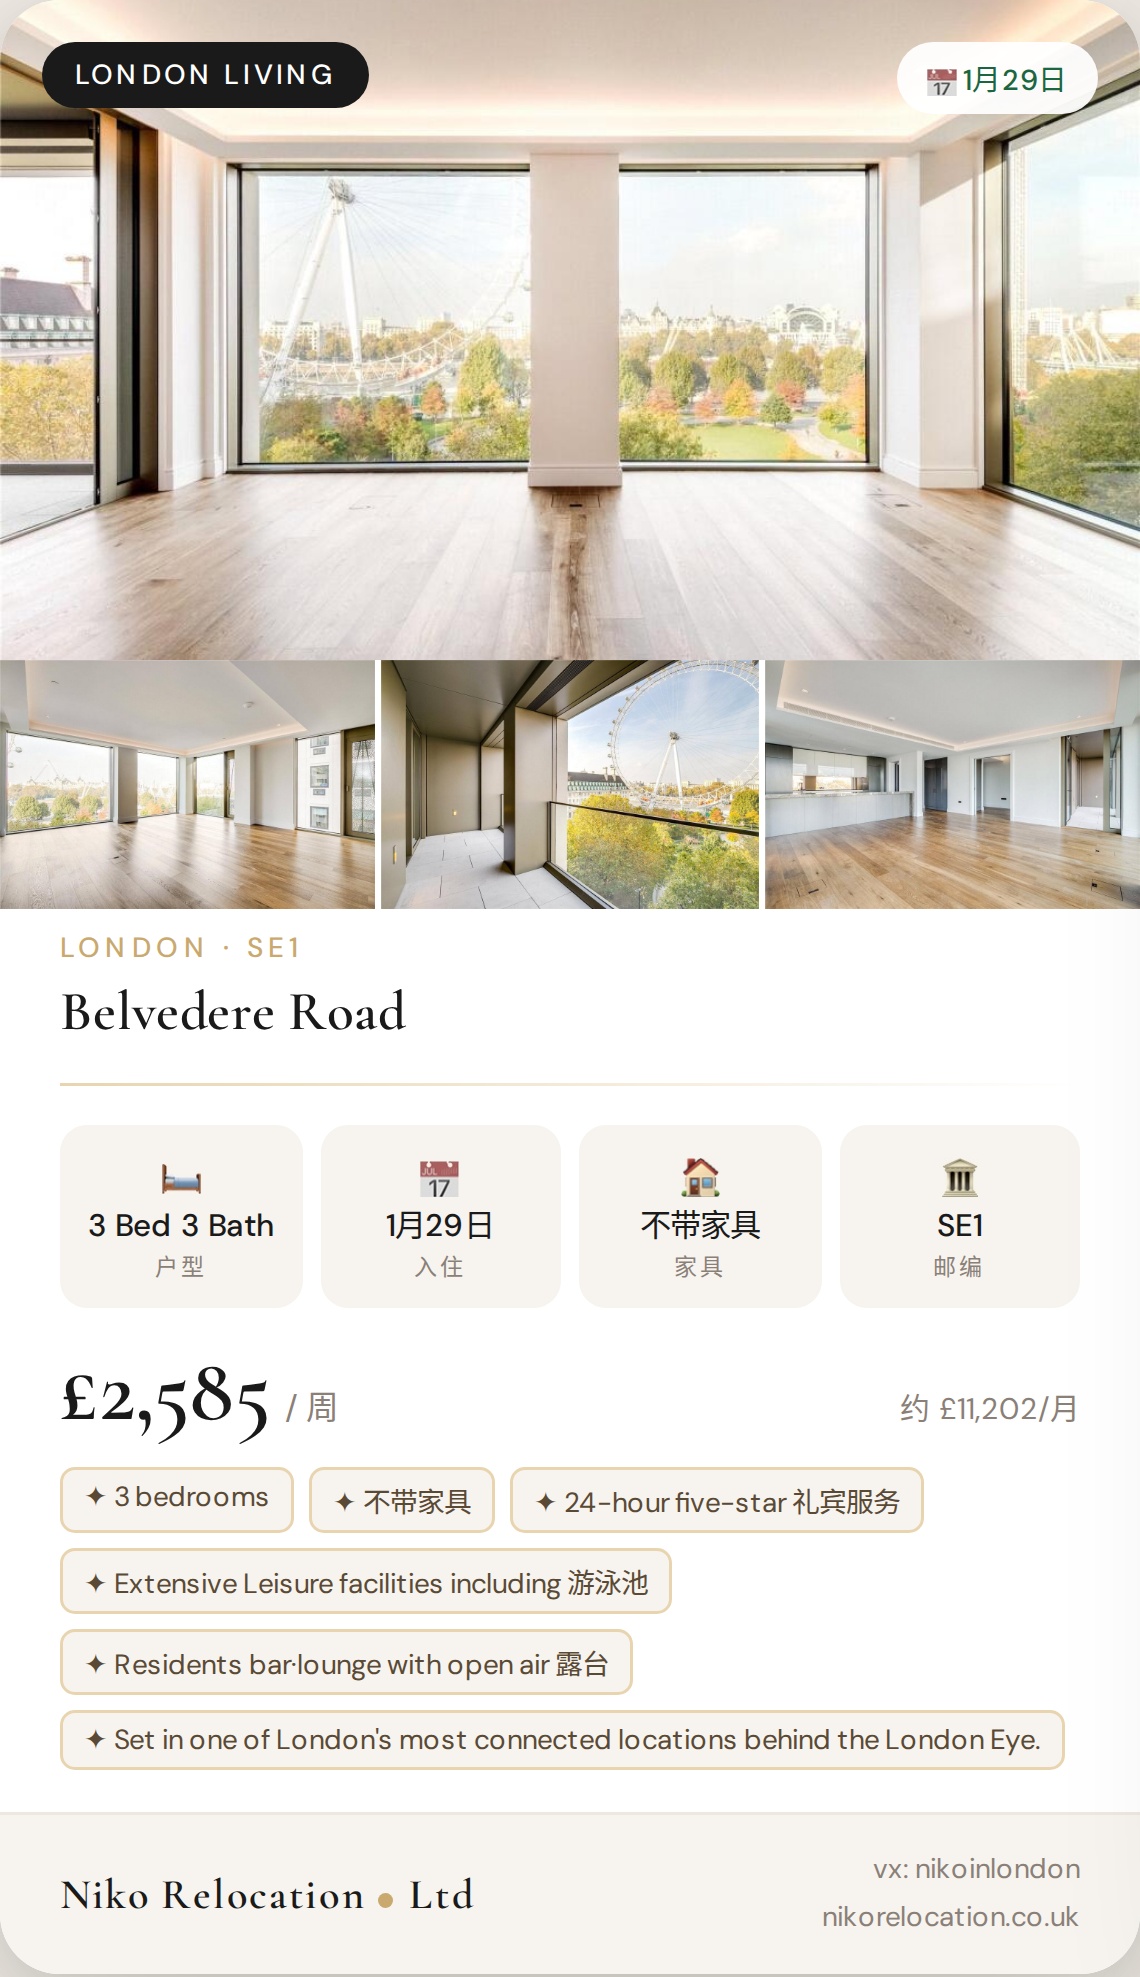 LONDON LIVING
1月29日
LONDON · SE1
Belvedere Road
3 Bed 3 Bath
户型
1月29日
入住
不带家具
家具
SE1
邮编
£2,585 / 周
约 £11,202/月
✦ 3 bedrooms
✦ 不带家具
✦ 24-hour five-star 礼宾服务
✦ Extensive Leisure facilities including 游泳池
✦ Residents bar·lounge with open air 露台
✦ Set in one of London's most connected locations behind the London Eye.
Niko Relocation ● Ltd
vx: nikoinlondon
nikorelocation.co.uk